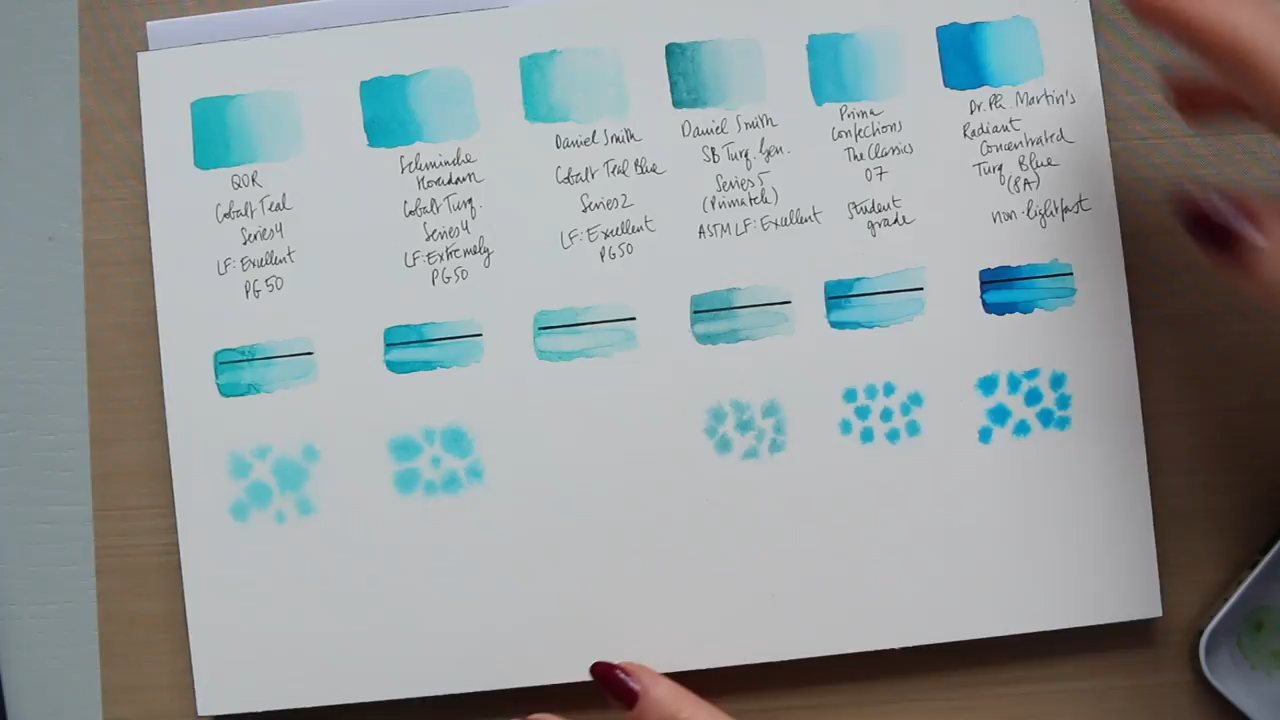 QOR
Cobalt Teal
Series 4
LF: Excellent
PG 50
Schmincke
Horadam
Cobalt Turq.
Series 4
LF: Extremely
PG 50
Daniel Smith
Cobalt Teal Blue
Series 2
LF: Excellent
PG 50
Daniel Smith
SB Turq. Gen.
Series 5
(Primatek)
ASTM LF: Excellent
Prima
Confections
The Classics
07
Student
grade
Dr. PH. Martin's
Radiant
Concentrated
Turq. Blue
(8A)
non-lightfast